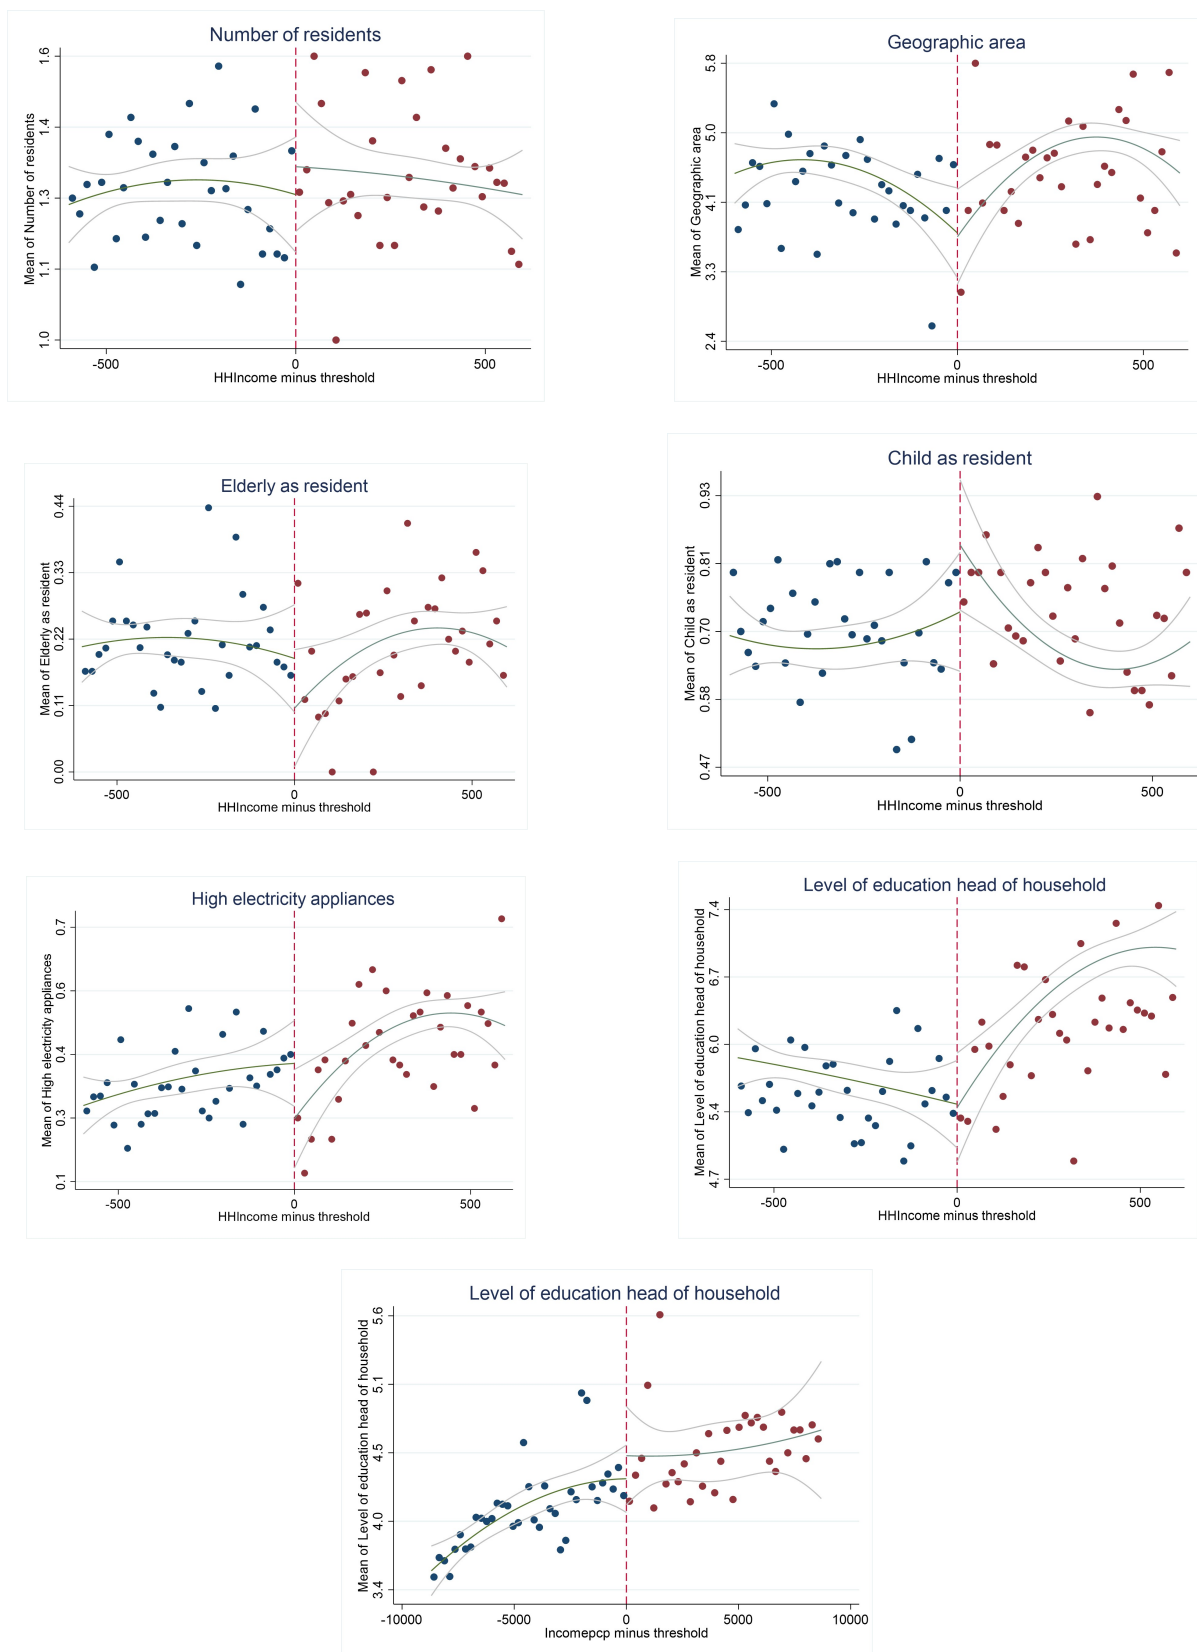 Number of residents
Mean of Number of residents
1.6
1.4
1.3
1.1
1.0
-500
0
500
HHIncome minus threshold
Geographic area
Mean of Geographic area
5.8
5.0
4.1
3.3
2.4
-500
0
500
HHIncome minus threshold
Elderly as resident
Mean of Elderly as resident
0.44
0.33
0.22
0.11
0.00
-500
0
500
HHIncome minus threshold
Child as resident
Mean of Child as resident
0.93
0.81
0.70
0.58
0.47
-500
0
500
HHIncome minus threshold
High electricity appliances
Mean of High electricity appliances
0.7
0.6
0.4
0.3
0.1
-500
0
500
HHIncome minus threshold
Level of education head of household
Mean of Level of education head of household
7.4
6.7
6.0
5.4
4.7
-500
0
500
HHIncome minus threshold
Level of education head of household
Mean of Level of education head of household
5.6
5.1
4.5
4.0
3.4
-10000
-5000
0
5000
10000
Incomepcp minus threshold